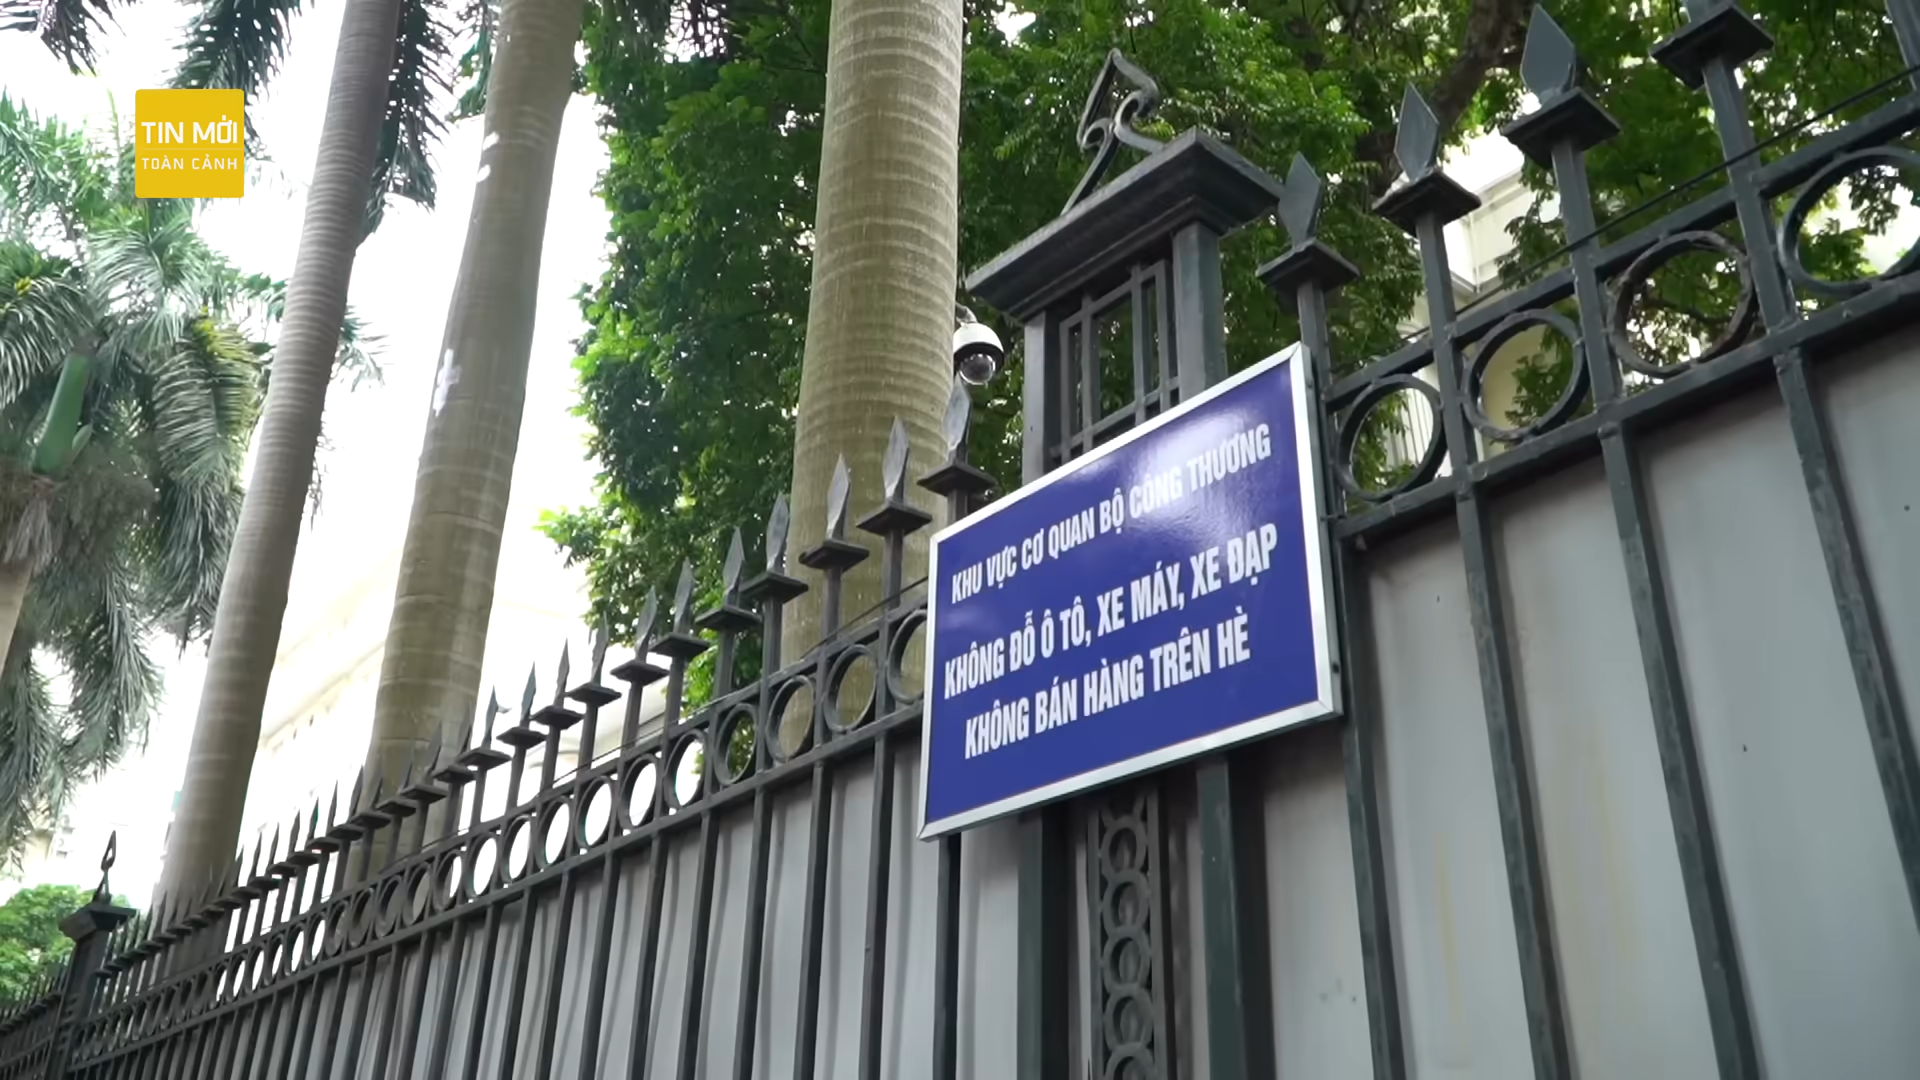 TIN MỚI
TOÀN CẢNH
KHU VỰC CƠ QUAN BỘ CÔNG THƯƠNG
KHÔNG ĐỖ Ô TÔ, XE MÁY, XE ĐẠP
KHÔNG BÁN HÀNG TRÊN HÈ